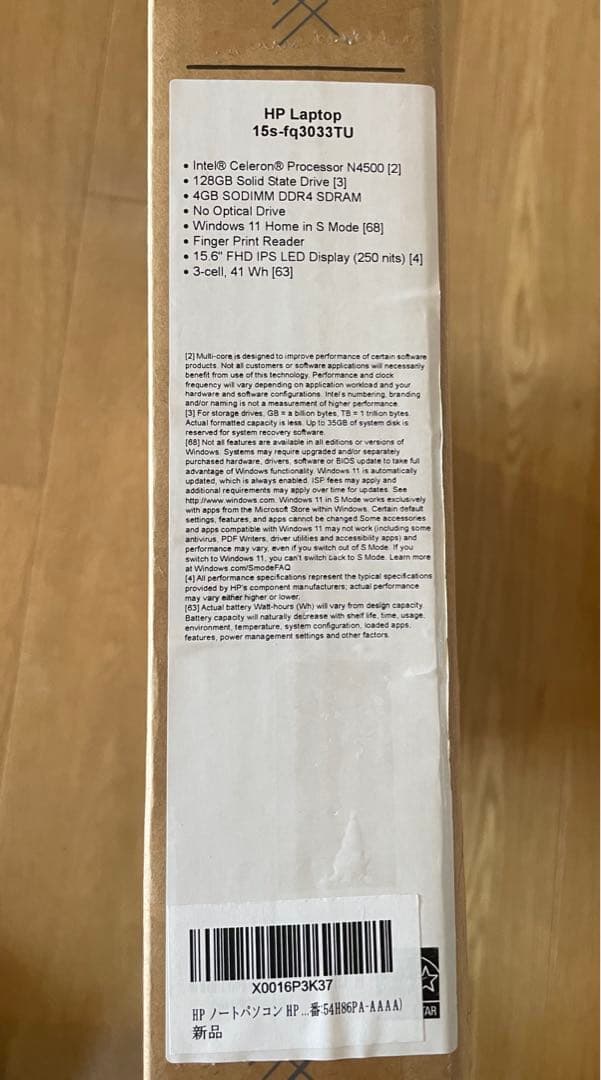 HP Laptop
15s-fq3033TU
• Intel® Celeron® Processor N4500 [2]
• 128GB Solid State Drive [3]
• 4GB SODIMM DDR4 SDRAM
• No Optical Drive
• Windows 11 Home in S Mode [68]
• Finger Print Reader
• 15.6" FHD IPS LED Display (250 nits) [4]
• 3-cell, 41 Wh [63]
[2] Multi-core is designed to improve performance of certain software
products. Not all customers or software applications will necessarily
benefit from use of this technology. Performance and clock
frequency will vary depending on application workload and your
hardware and software configurations. Intel's numbering, branding
and/or naming is not a measurement of higher performance.
[3] For storage drives, GB = a billion bytes, TB = 1 trillion bytes.
Actual formatted capacity is less. Up to 35GB of system disk is
reserved for system recovery software.
[68] Not all features are available in all editions or versions of
Windows. Systems may require upgraded and/or separately
purchased hardware, drivers, software or BIOS update to take full
advantage of Windows functionality. Windows 11 is automatically
updated, which is always enabled. ISP fees may apply and
additional requirements may apply over time for updates. See
http://www.windows.com. Windows 11 in S Mode works exclusively
with apps from the Microsoft Store within Windows. Certain default
settings, features, and apps cannot be changed.Some accessories
and apps compatible with Windows 11 may not work (including some
antivirus, PDF Writers, driver utilities and accessibility apps) and
performance may vary, even if you switch out of S Mode. If you
switch to Windows 11, you can't switch back to S Mode. Learn more
at Windows.com/SmodeFAQ
[4] All performance specifications represent the typical specifications
provided by HP's component manufacturers; actual performance
may vary either higher or lower.
[63] Actual battery Watt-hours (Wh) will vary from design capacity.
Battery capacity will naturally decrease with shelf life, time, usage,
environment, temperature, system configuration, loaded apps,
features, power management settings and other factors.
X0016P3K37
HP ノートパソコン HP ...番:54H86PA-AAAA)
新品
TAR